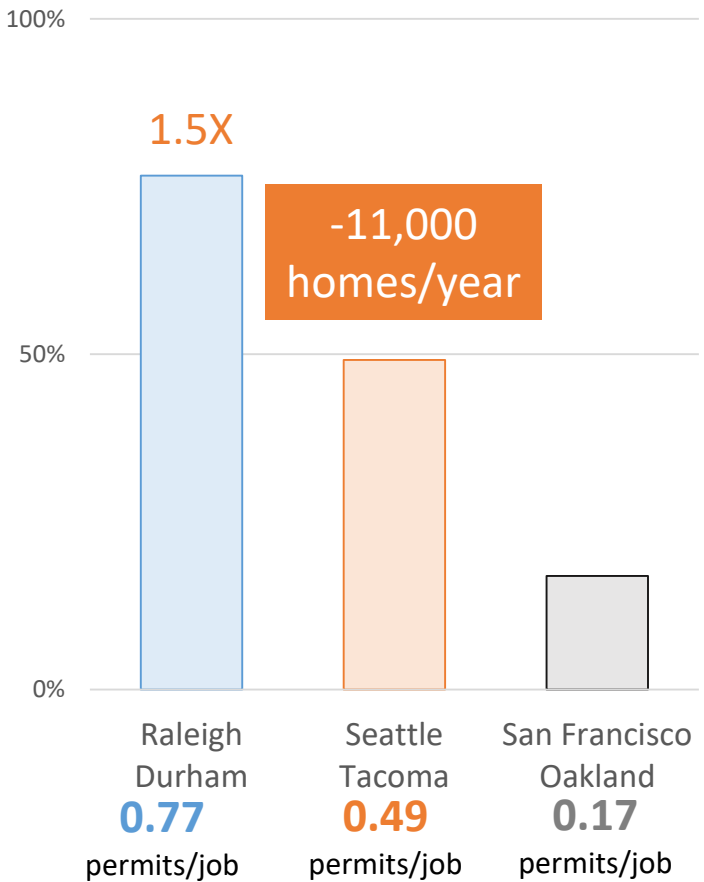 100%
1.5X
-11,000
homes/year
50%
0%
Raleigh
Durham
0.77
permits/job
Seattle
Tacoma
0.49
permits/job
San Francisco
Oakland
0.17
permits/job